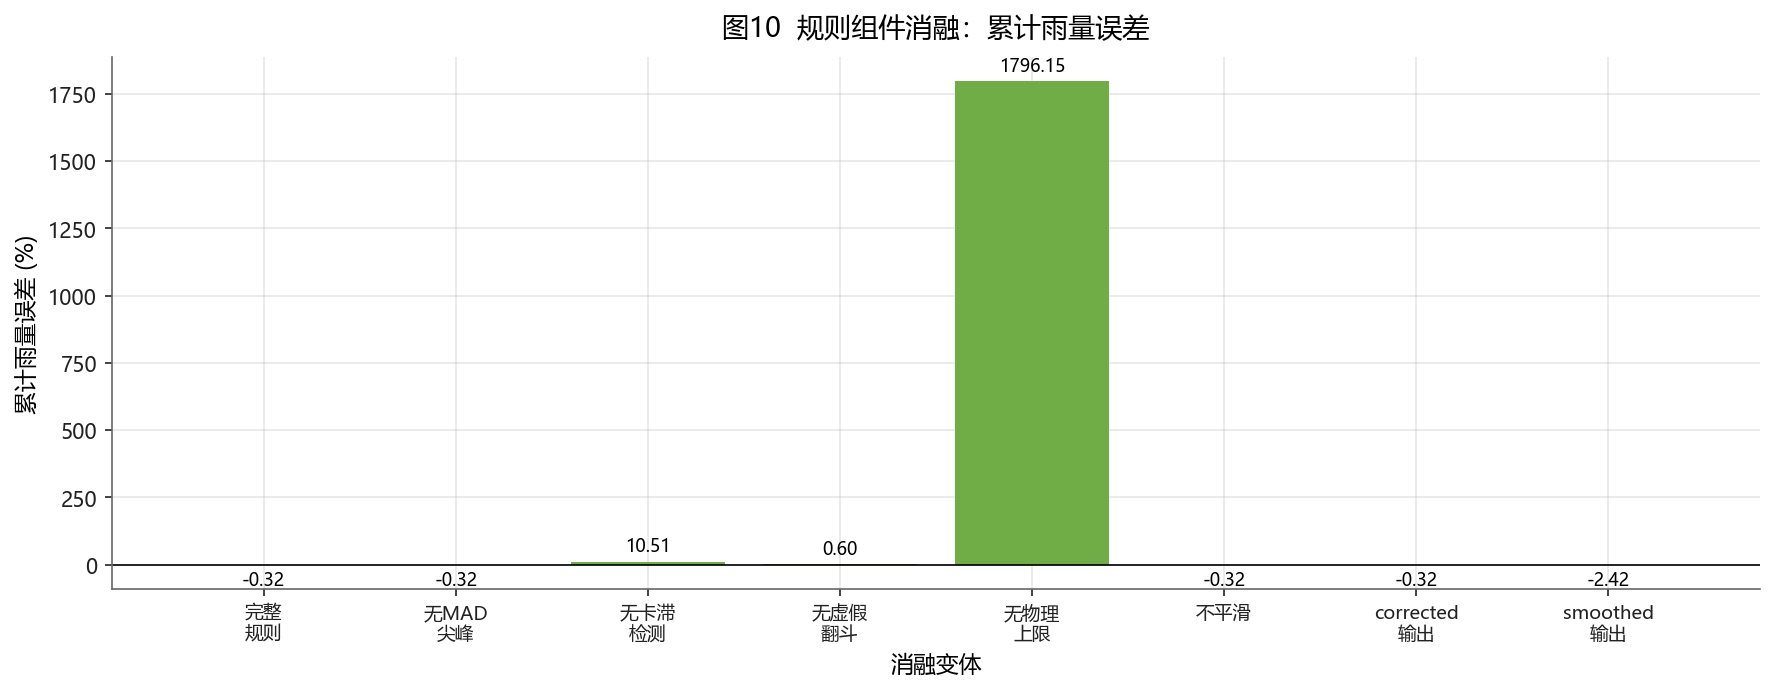 图10 规则组件消融：累计雨量误差
累计雨量误差 (%)
1750
1500
1250
1000
750
500
250
0
-0.32
-0.32
10.51
0.60
1796.15
-0.32
-0.32
-2.42
完整
规则
无MAD
尖峰
无卡滞
检测
无虚假
翻斗
无物理
上限
不平滑
corrected
输出
smoothed
输出
消融变体